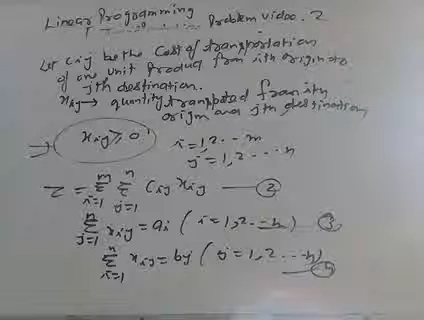 Linear Programming Problem video. 2
Let Cij be the Cost of transportation
of one unit Product from ith origin to
jth destination.
xij → quantity transpoted from ith
origin and jth destination
xij ≥ 0 i = 1, 2 - - m
j = 1, 2 - - - n
Z = m∑i=1 n∑j=1 Cij xij — ②
n∑j=1 xij = ai ( i = 1, 2 - - n ) ③
n∑i=1 xij = bj ( j = 1, 2 - - n )